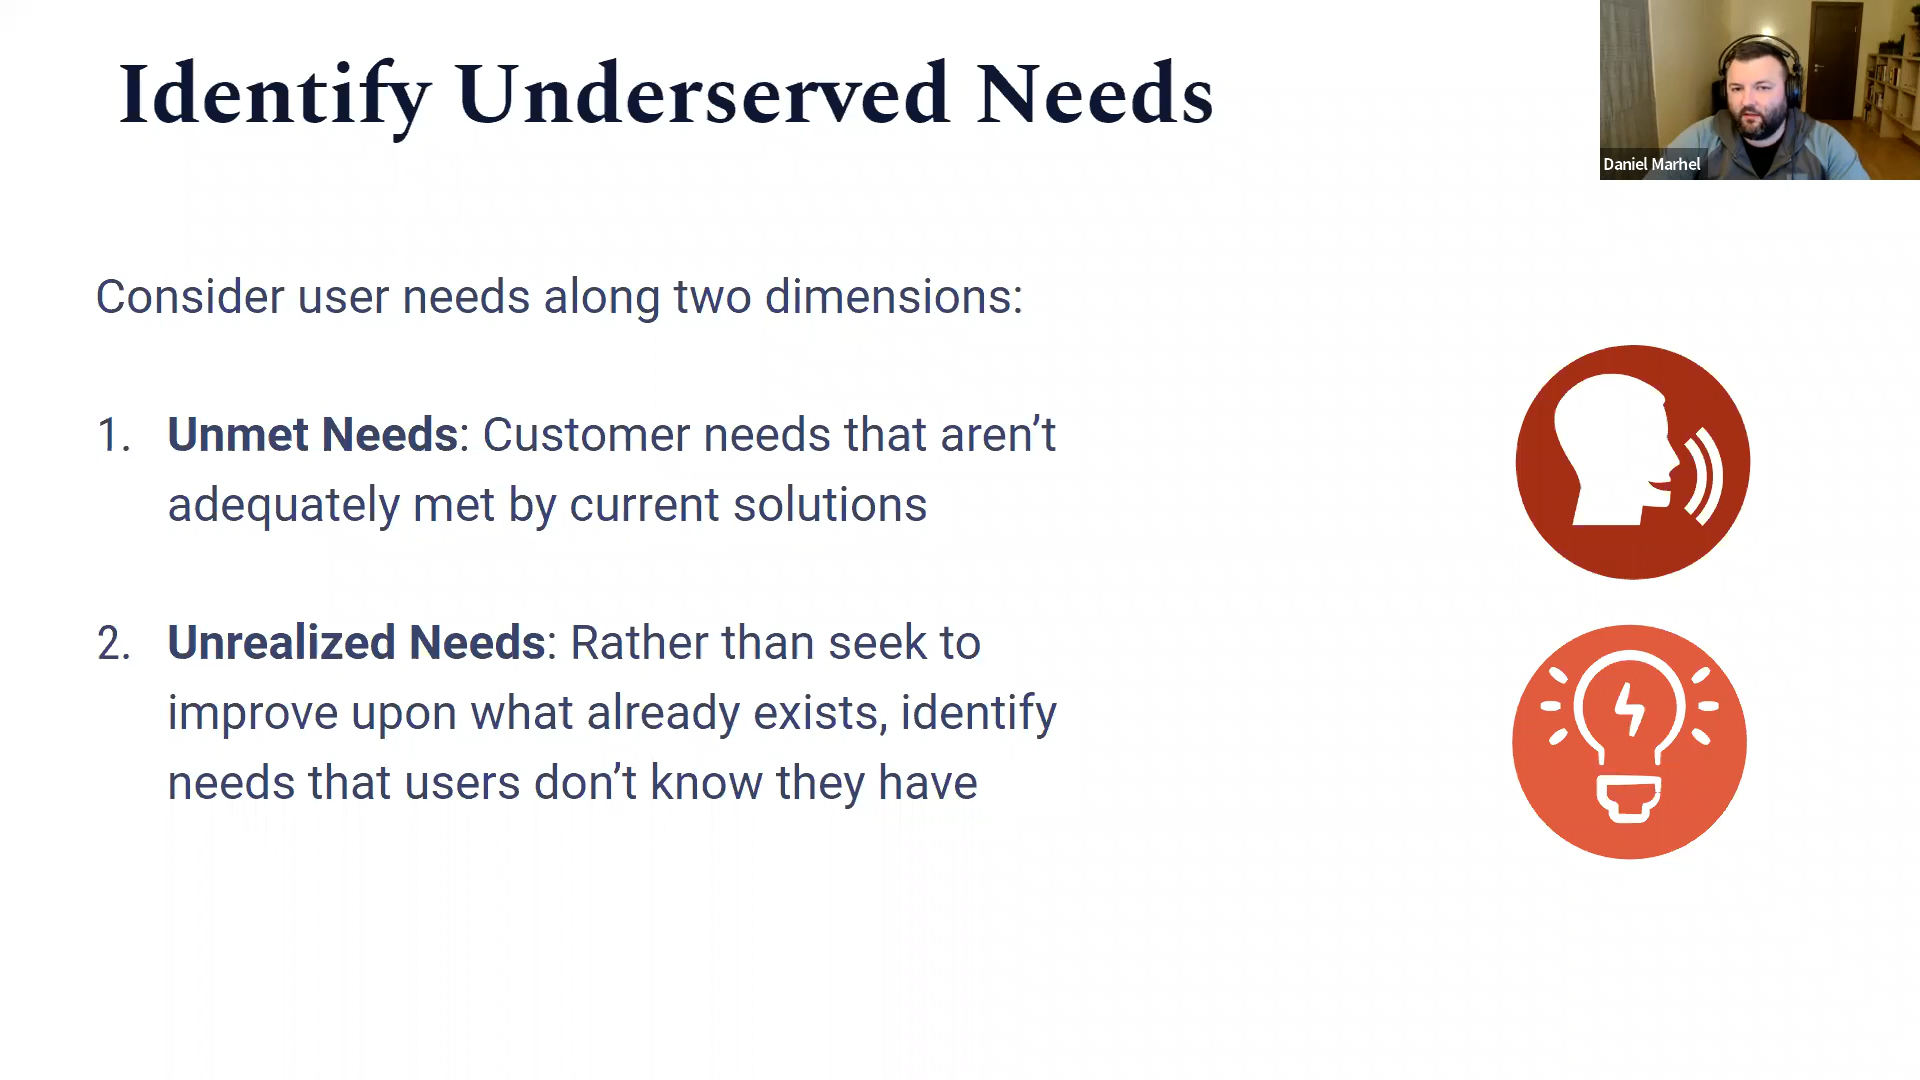 Identify Underserved Needs
Daniel Marhel
Consider user needs along two dimensions:
1. Unmet Needs: Customer needs that aren’t
adequately met by current solutions
2. Unrealized Needs: Rather than seek to
improve upon what already exists, identify
needs that users don’t know they have